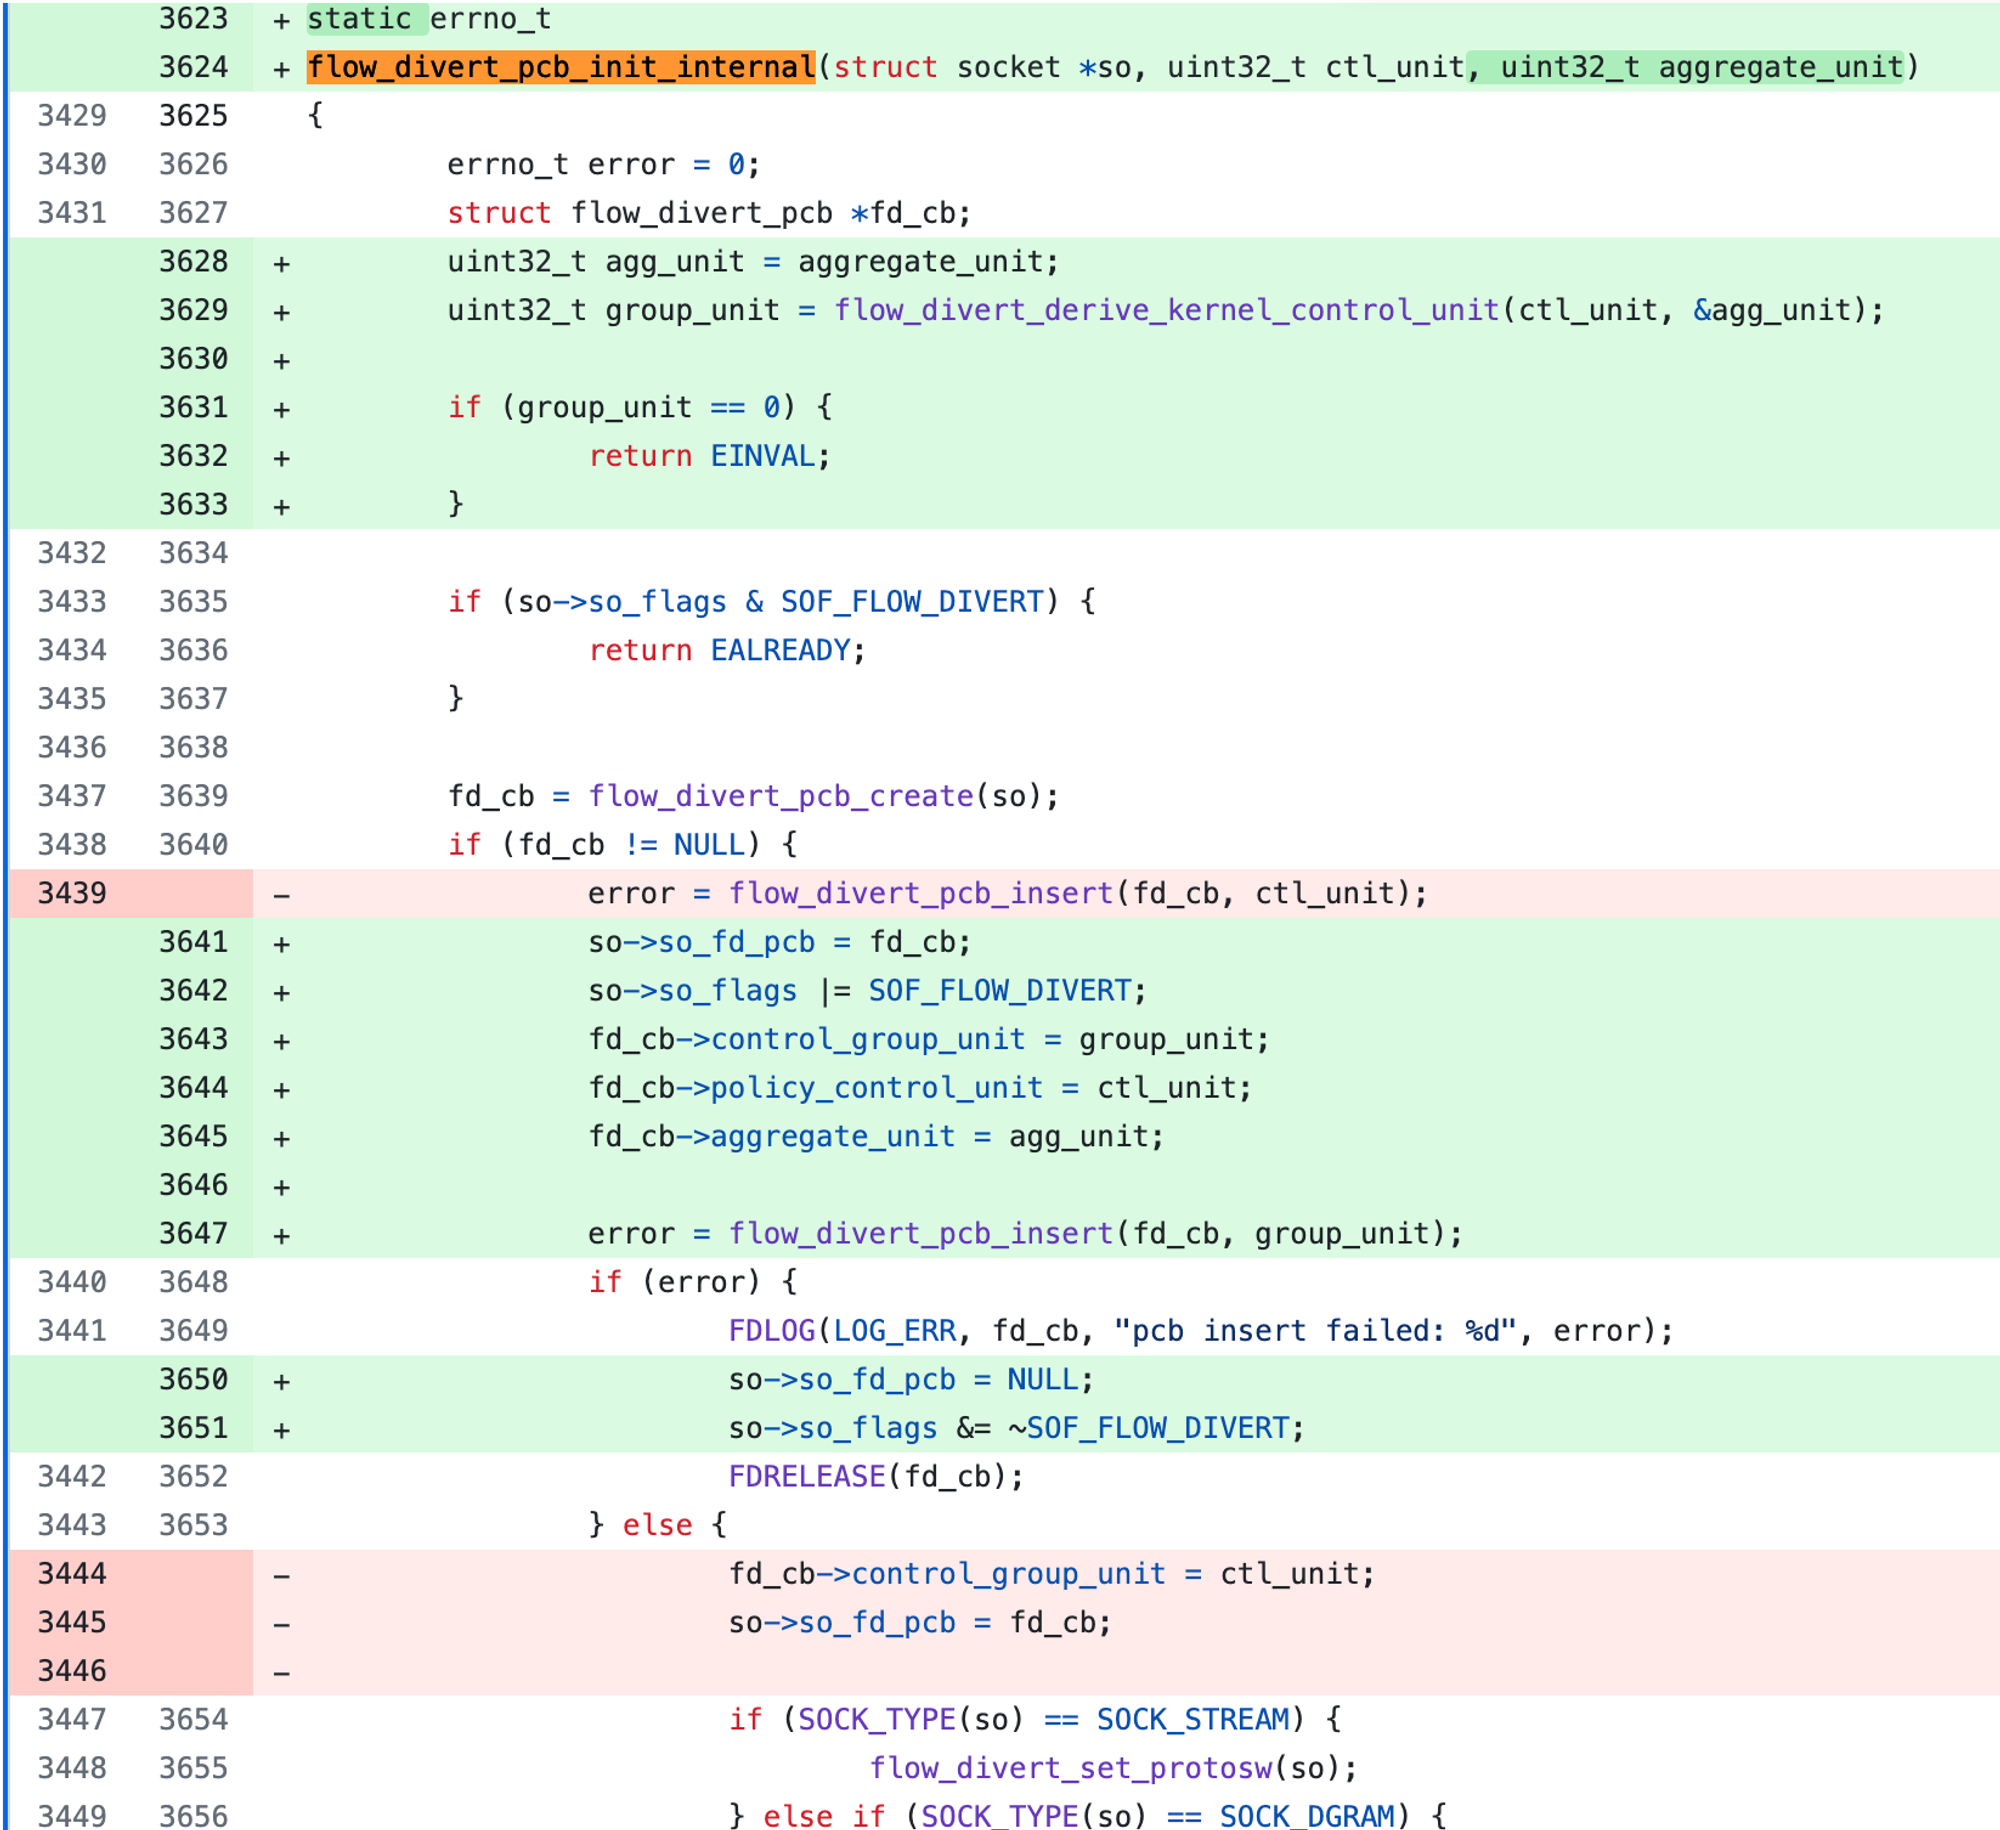 3623 + static errno_t
3624 + flow_divert_pcb_init_internal(struct socket *so, uint32_t ctl_unit, uint32_t aggregate_unit)
3429 3625 {
3430 3626 errno_t error = 0;
3431 3627 struct flow_divert_pcb *fd_cb;
3628 + uint32_t agg_unit = aggregate_unit;
3629 + uint32_t group_unit = flow_divert_derive_kernel_control_unit(ctl_unit, &agg_unit);
3630 +
3631 + if (group_unit == 0) {
3632 + return EINVAL;
3633 + }
3432 3634
3433 3635 if (so->so_flags & SOF_FLOW_DIVERT) {
3434 3636 return EALREADY;
3435 3637 }
3436 3638
3437 3639 fd_cb = flow_divert_pcb_create(so);
3438 3640 if (fd_cb != NULL) {
3439 - error = flow_divert_pcb_insert(fd_cb, ctl_unit);
3641 + so->so_fd_pcb = fd_cb;
3642 + so->so_flags |= SOF_FLOW_DIVERT;
3643 + fd_cb->control_group_unit = group_unit;
3644 + fd_cb->policy_control_unit = ctl_unit;
3645 + fd_cb->aggregate_unit = agg_unit;
3646 +
3647 + error = flow_divert_pcb_insert(fd_cb, group_unit);
3440 3648 if (error) {
3441 3649 FDLOG(LOG_ERR, fd_cb, "pcb insert failed: %d", error);
3650 + so->so_fd_pcb = NULL;
3651 + so->so_flags &= ~SOF_FLOW_DIVERT;
3442 3652 FDRELEASE(fd_cb);
3443 3653 } else {
3444 - fd_cb->control_group_unit = ctl_unit;
3445 - so->so_fd_pcb = fd_cb;
3446 -
3447 3654 if (SOCK_TYPE(so) == SOCK_STREAM) {
3448 3655 flow_divert_set_protosw(so);
3449 3656 } else if (SOCK_TYPE(so) == SOCK_DGRAM) {